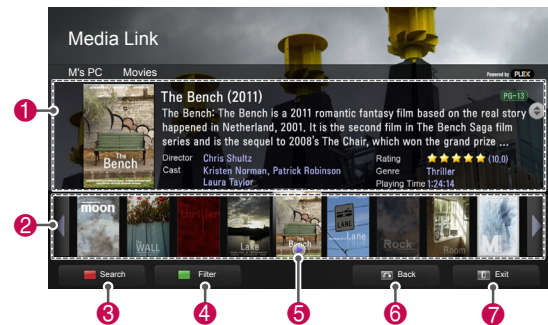 Media Link
M's PC Movies
Powered by PLEX
The Bench (2011)
PG-13
The Bench: The Bench is a 2011 romantic fantasy film based on the real story
happened in Netherland, 2001. It is the second film in The Bench Saga film
series and is the sequel to 2008's The Chair, which won the grand prize ...
Director Chris Shultz
Cast Kristen Norman, Patrick Robinson
Laura Taylor
Rating (10,0)
Genre Thriller
Playing Time 1:24:14
The
Bench
moon
The
WALL
Thriller
Lake
The
Bench
LANE
Lane
Rock
Room
M
Search
Filter
Back
Exit
1
2
3
4
5
6
7